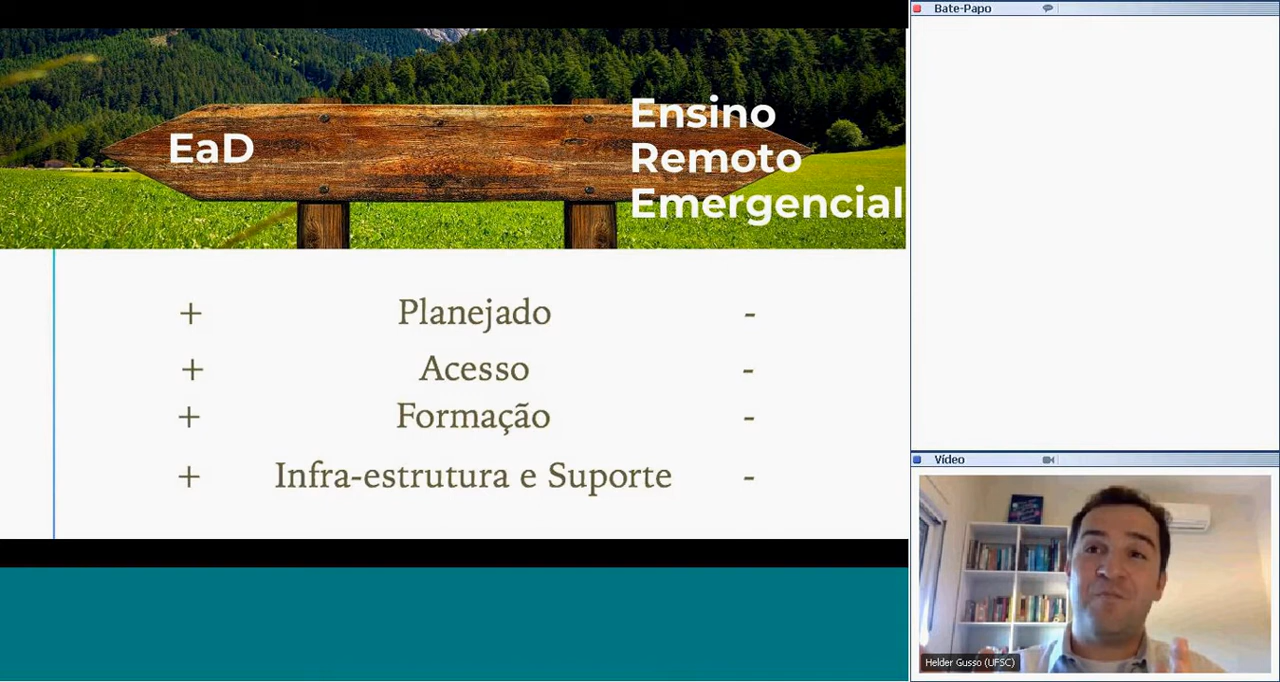 Bate-Papo
EaD
Ensino
Remoto
Emergencial
+ Planejado -
+ Acesso -
+ Formação -
+ Infra-estrutura e Suporte -
Vídeo
Helder Gusso (UFSC)